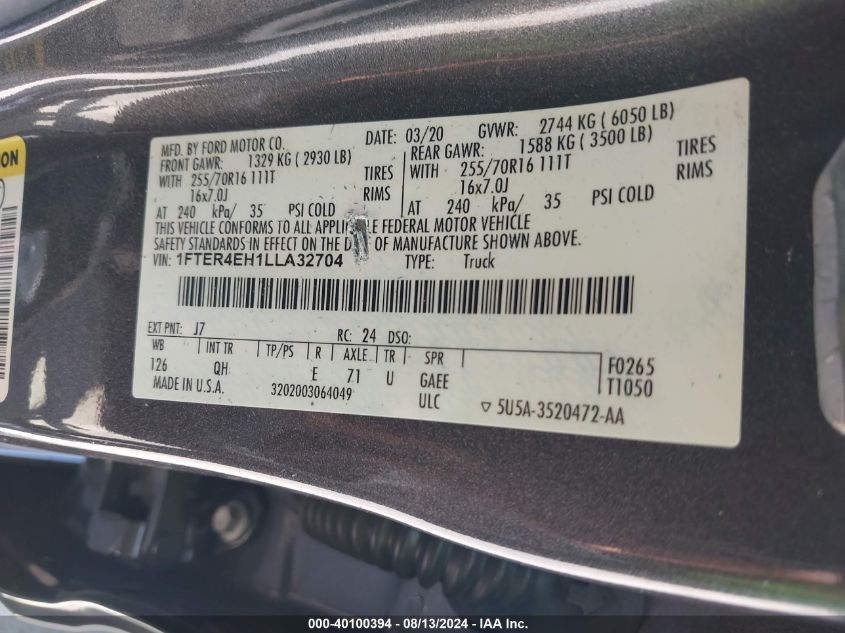 ION
MFD. BY FORD MOTOR CO.
DATE: 03/20 GVWR: 2744 KG ( 6050 LB)
FRONT GAWR: 1329 KG ( 2930 LB)
REAR GAWR: 1588 KG ( 3500 LB)
WITH 255/70R16 111T TIRES
WITH 255/70R16 111T TIRES
16x7.0J RIMS
16x7.0J RIMS
AT 240 kPa/ 35 PSI COLD
AT 240 kPa/ 35 PSI COLD
THIS VEHICLE CONFORMS TO ALL FEDERAL MOTOR VEHICLE
SAFETY STANDARDS IN EFFECT ON THE OF MANUFACTURE SHOWN ABOVE.
VIN: 1FTER4EH1LLA32704 TYPE: Truck
EXT PNT: J7 RC: 24 DSO:
WB INT TR TP/PS R AXLE TR SPR
126 QH E 71 U GAEE F0265
MADE IN U.S.A. 3202003064049 ULC T1050
5U5A-3520472-AA
000-40100394 - 08/13/2024 - IAA Inc.